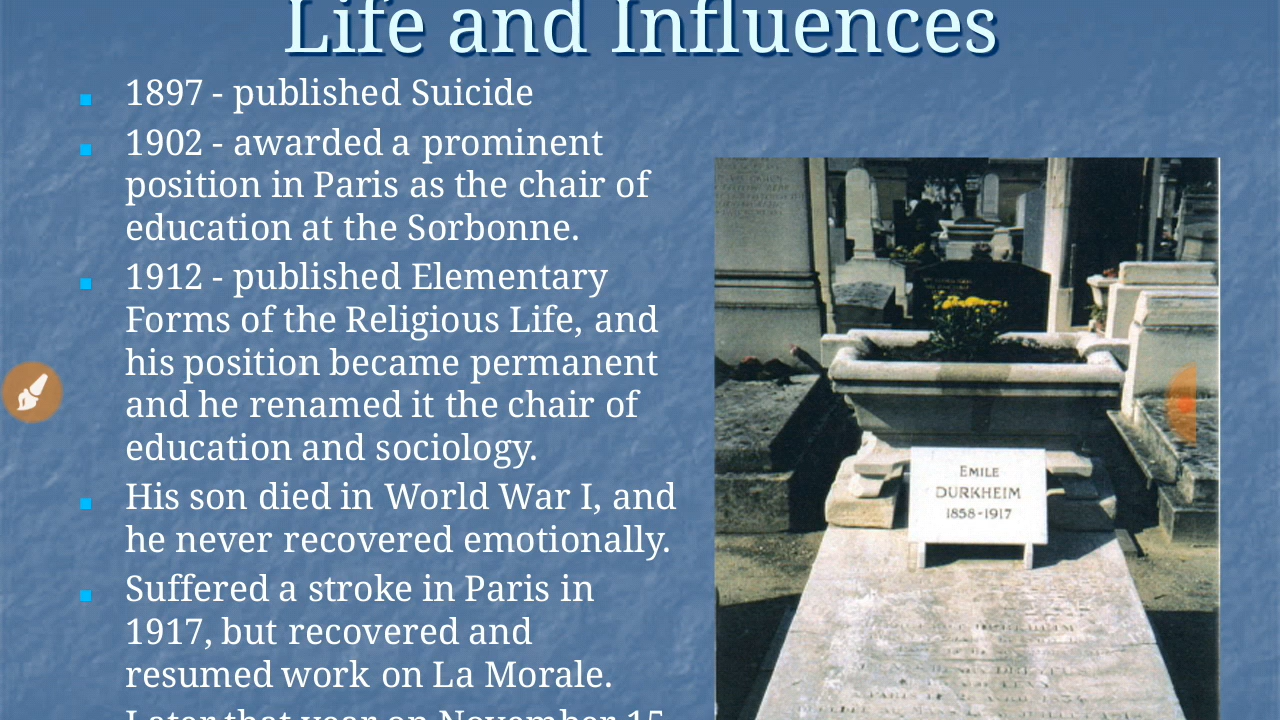 Life and Influences
1897 - published Suicide
1902 - awarded a prominent
position in Paris as the chair of
education at the Sorbonne.
1912 - published Elementary
Forms of the Religious Life, and
his position became permanent
and he renamed it the chair of
education and sociology.
His son died in World War I, and
he never recovered emotionally.
Suffered a stroke in Paris in
1917, but recovered and
resumed work on La Morale.
Later that year on November 15
EMILE
DURKHEIM
1858-1917